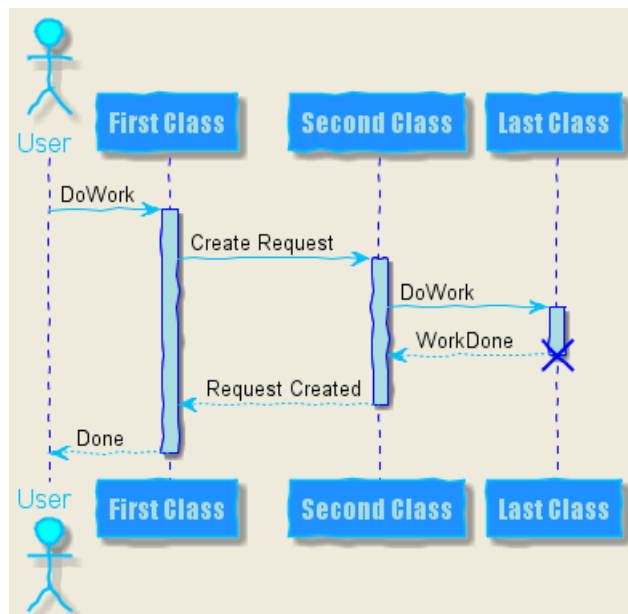 User
First Class
Second Class
Last Class
DoWork
Create Request
DoWork
WorkDone
Request Created
Done
User
First Class
Second Class
Last Class